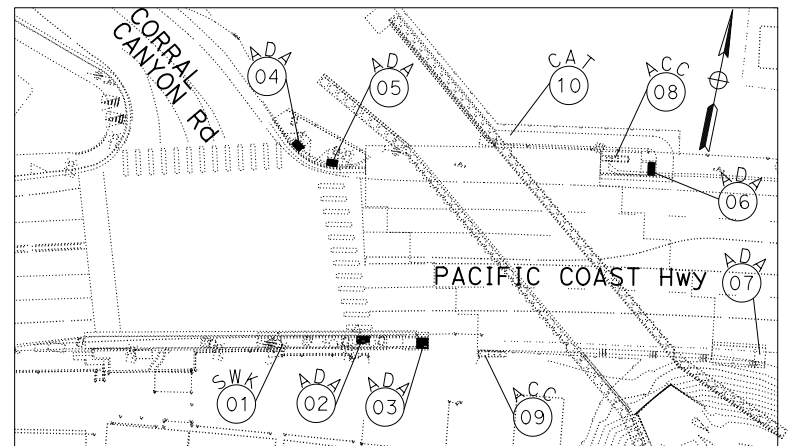 CORRAL
CANYON Rd
ADA
04
ADA
05
CAT
10
ACC
08
ADA
06
PACIFIC COAST Hwy
ADA
07
SWK
01
ADA
02
ADA
03
ACC
09